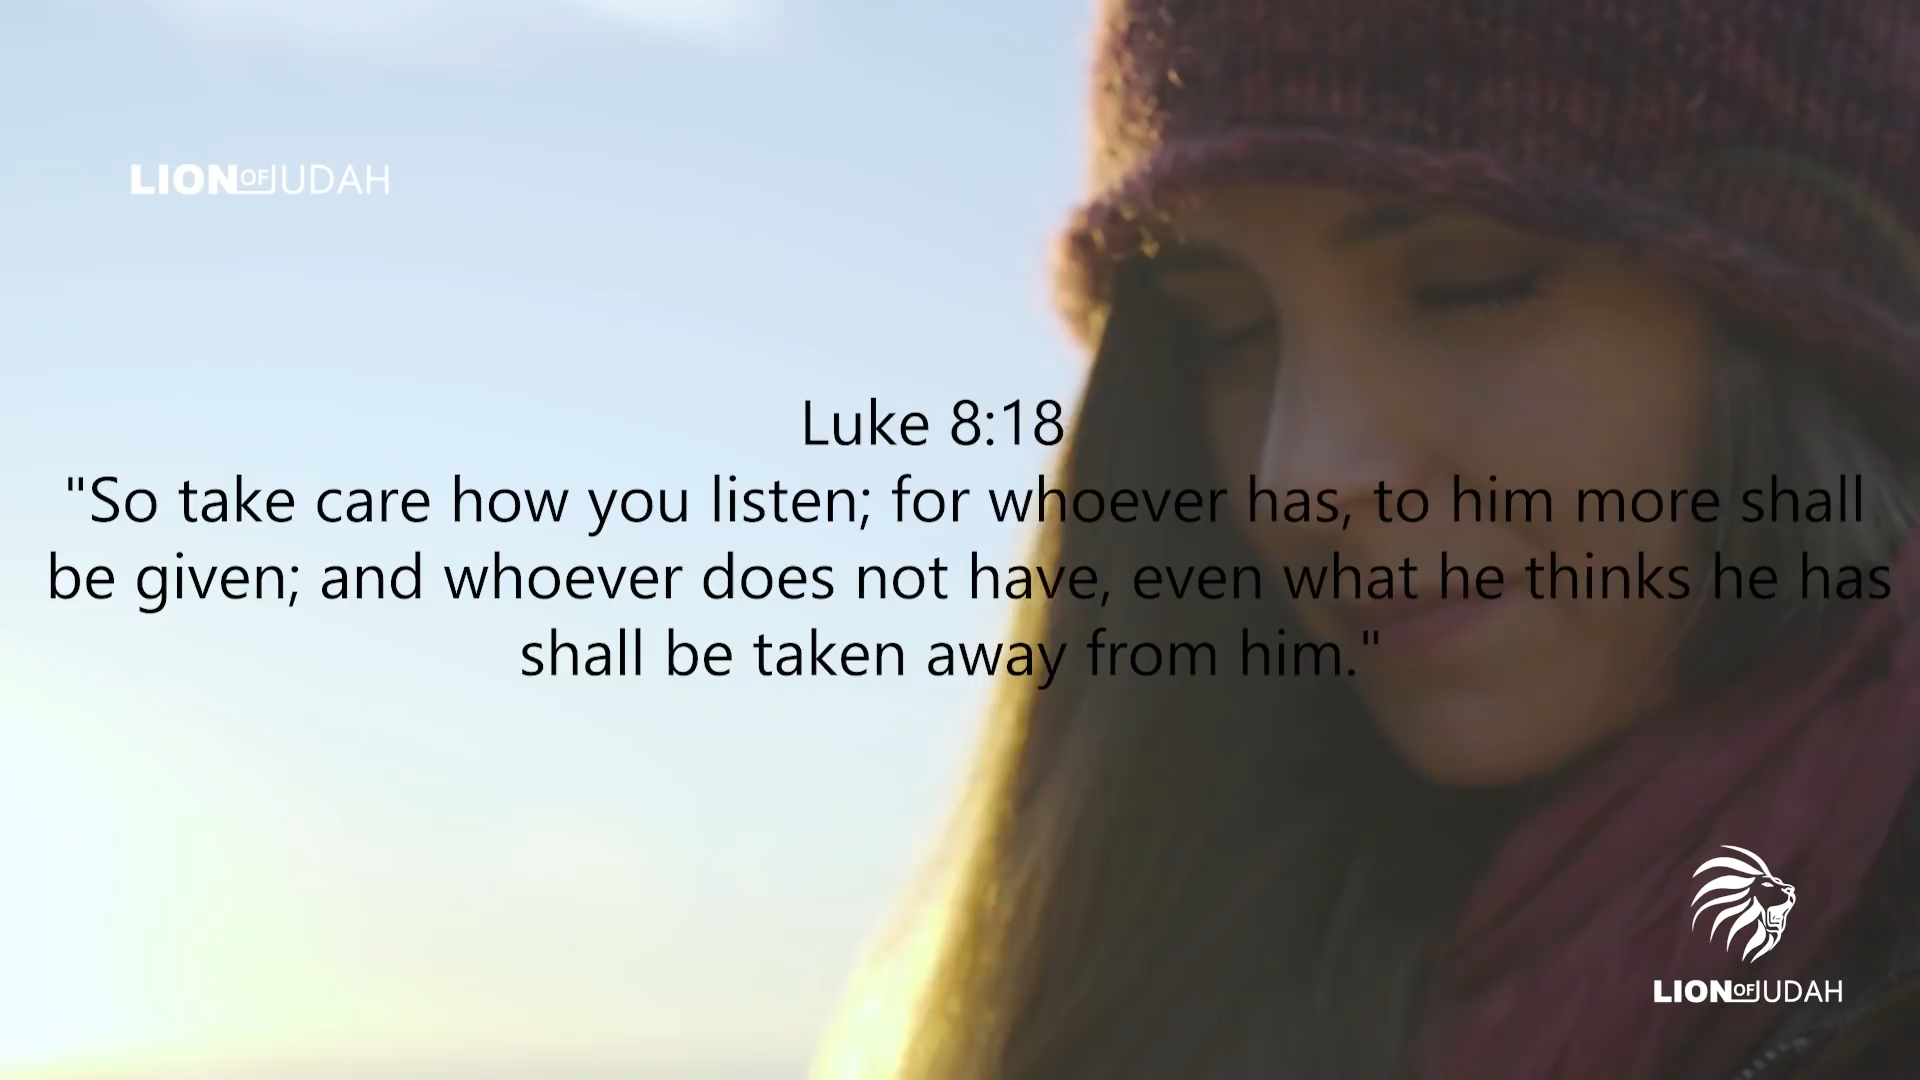 LION OF JUDAH
Luke 8:18
"So take care how you listen; for whoever has, to him more shall
be given; and whoever does not have, even what he thinks he has
shall be taken away from him."
LION OF JUDAH